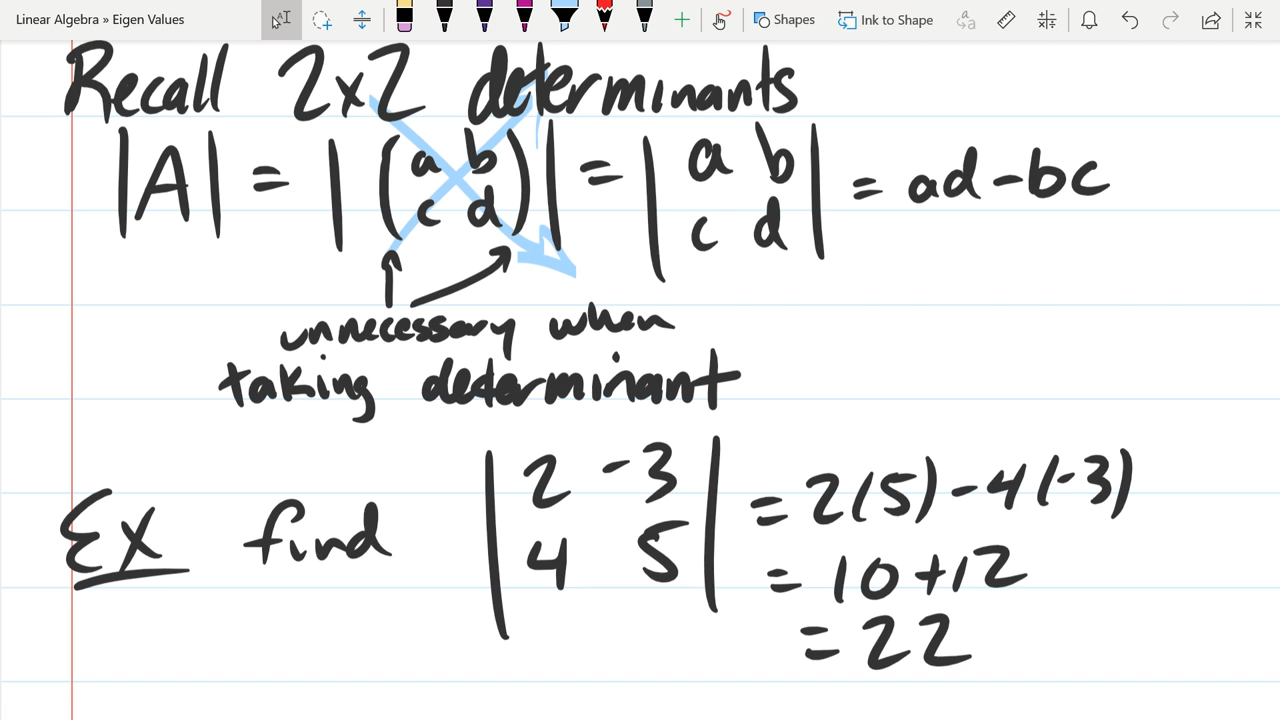 Linear Algebra » Eigen Values
Shapes
Ink to Shape
Recall 2x2 determinants
|A| = |(a b
c d)| = |a b
c d| = ad - bc
unnecessary when
taking determinant
Ex find |2 -3
4 5| = 2(5) - 4(-3)
= 10 + 12
= 22